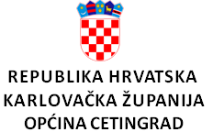 REPUBLIKA HRVATSKA
KARLOVAČKA ŽUPANIJA
OPĆINA CETINGRAD